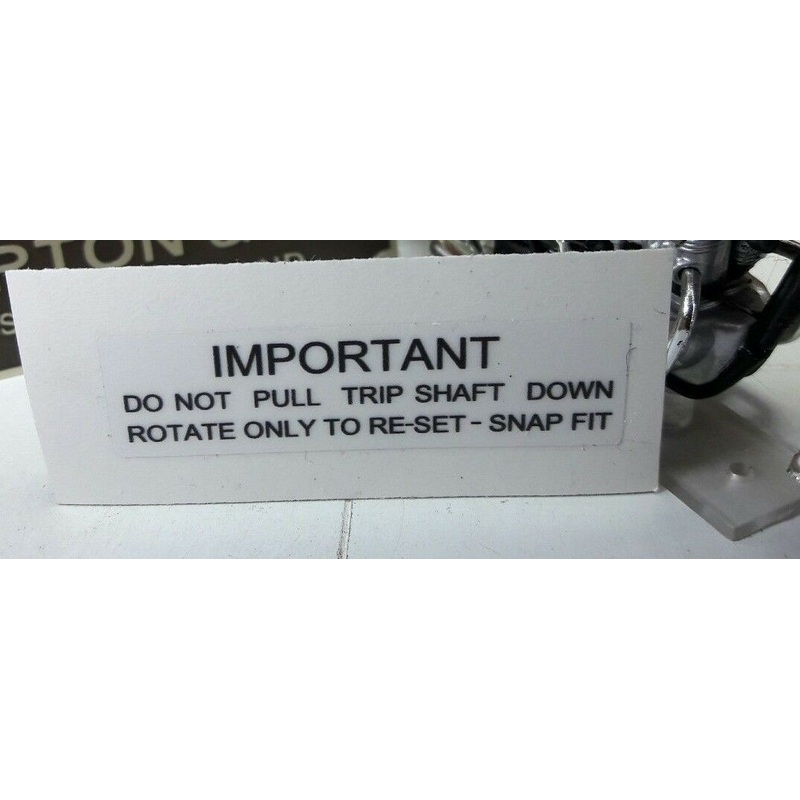 IMPORTANT
DO NOT PULL TRIP SHAFT DOWN
ROTATE ONLY TO RE-SET - SNAP FIT